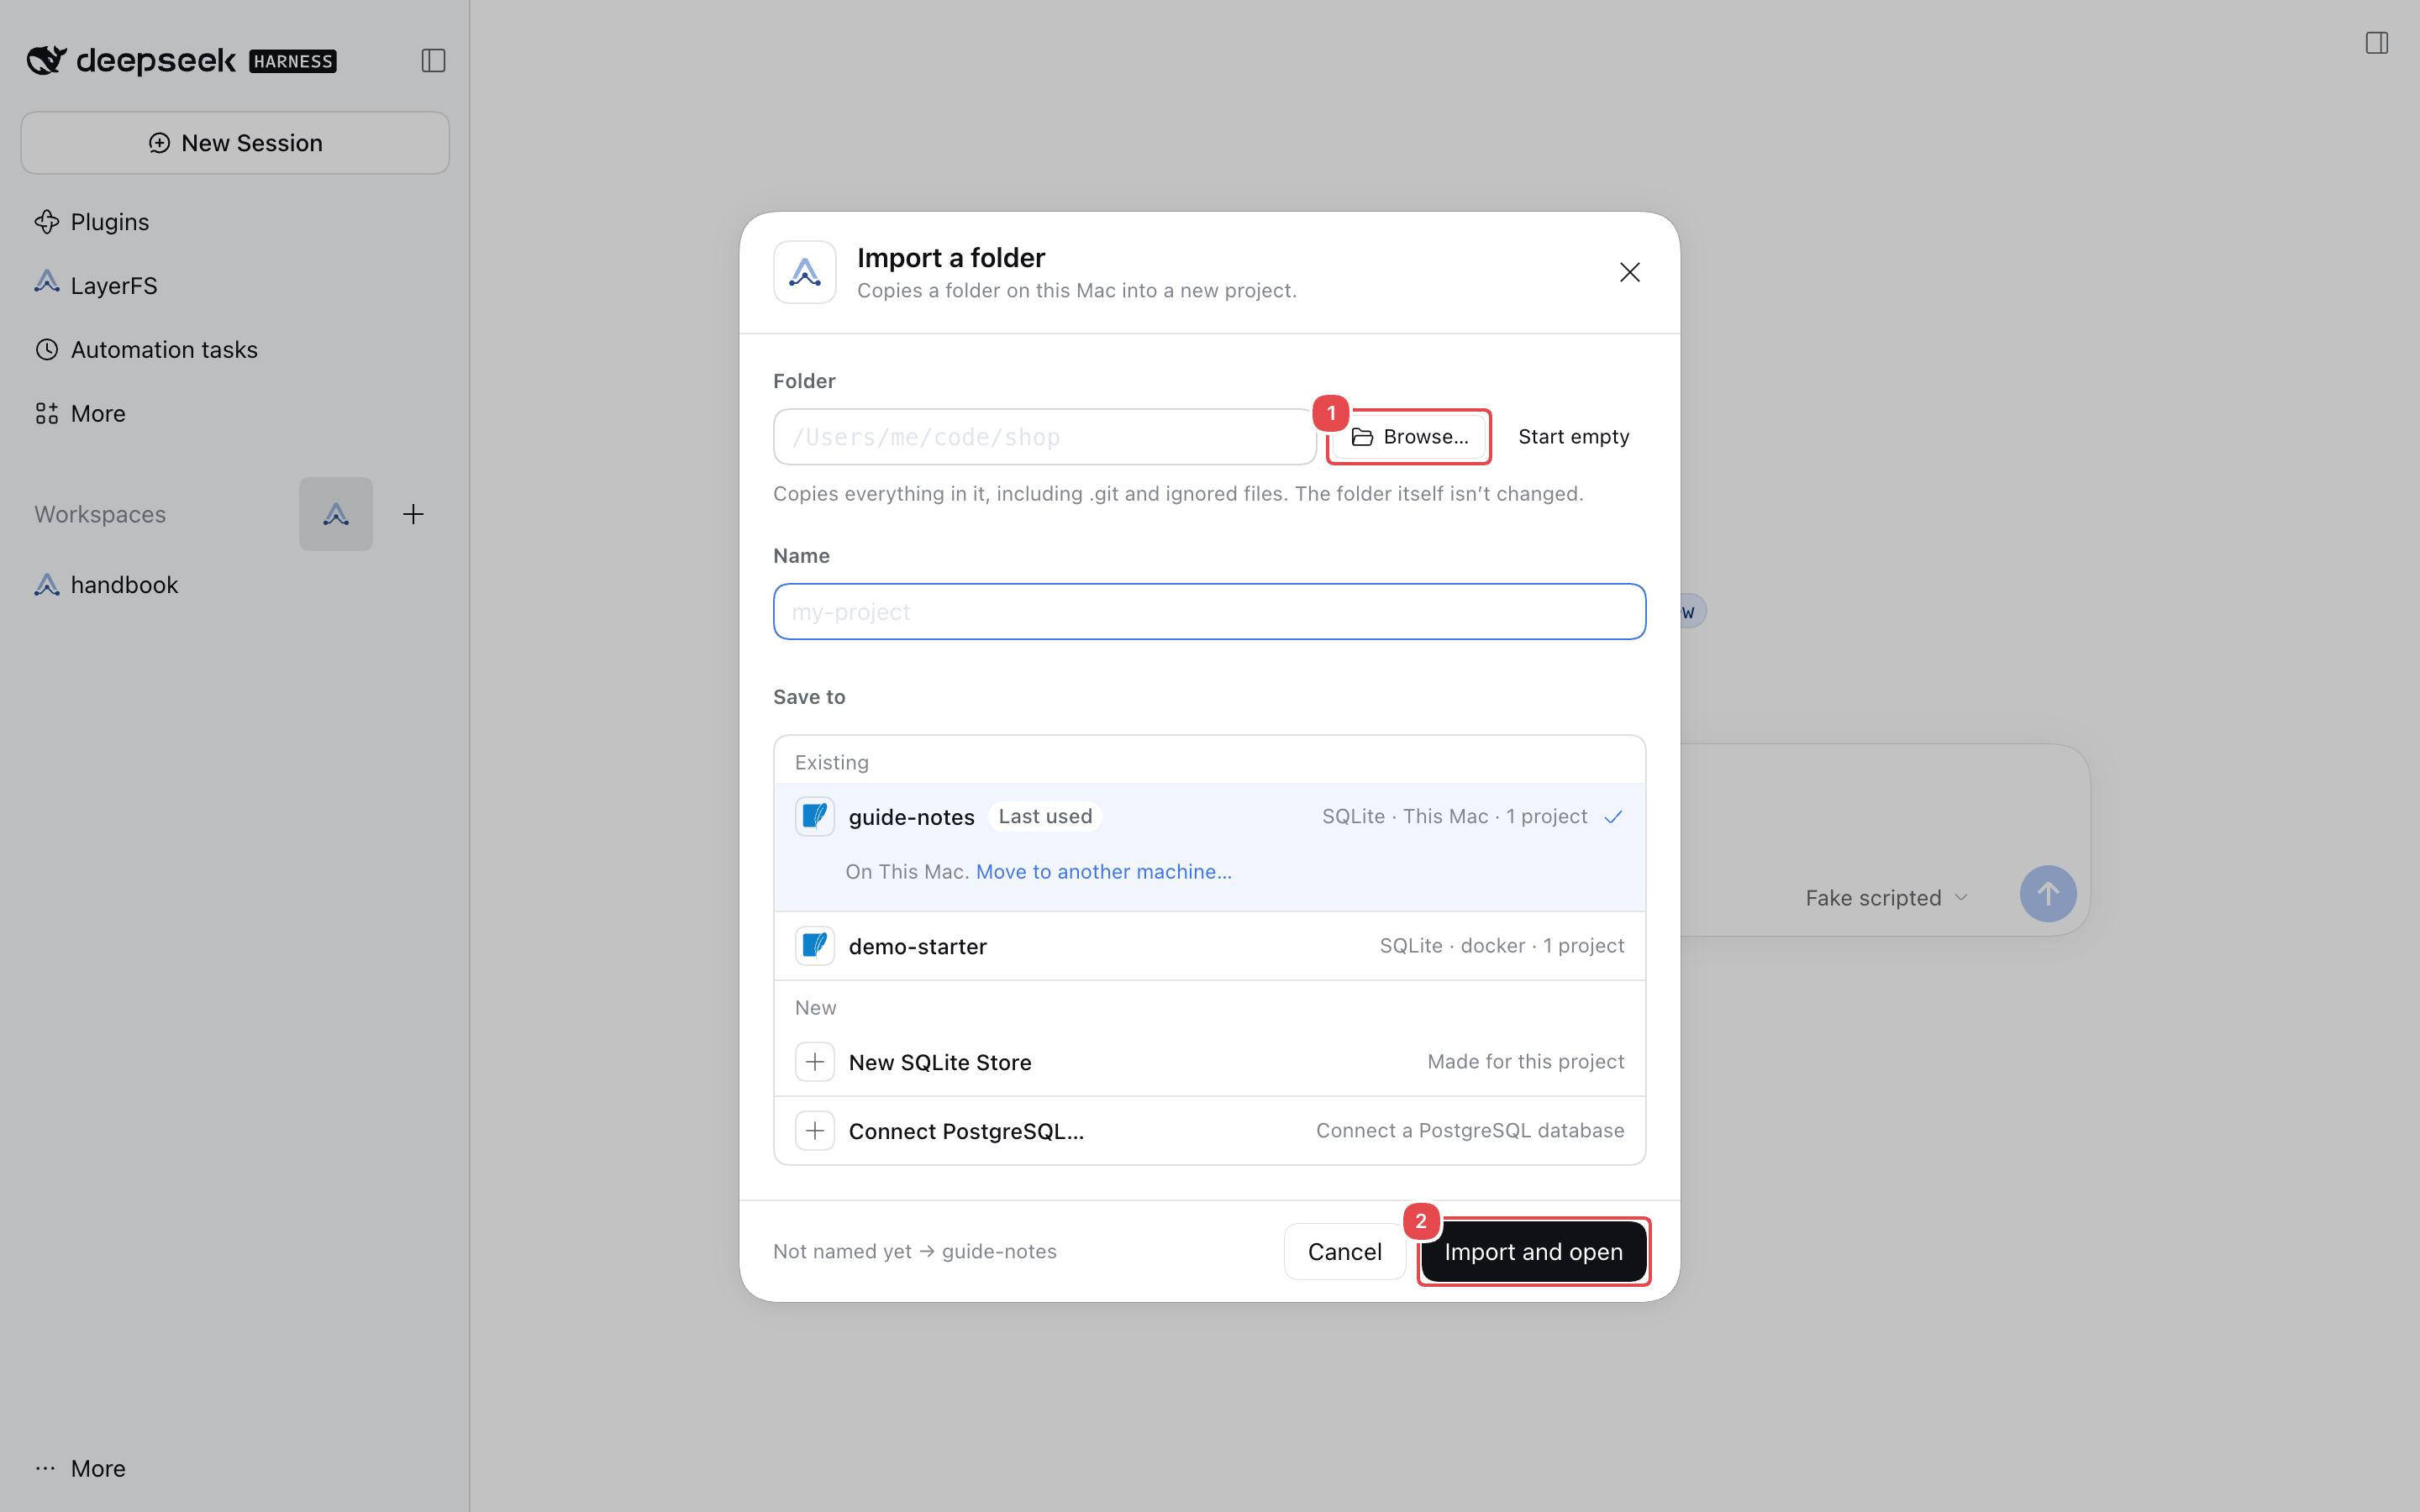 deepseek HARNESS
New Session
Plugins
LayerFS
Automation tasks
More
Workspaces
handbook
More
Import a folder
Copies a folder on this Mac into a new project.
Folder
/Users/me/code/shop
1
Browse...
Start empty
Copies everything in it, including .git and ignored files. The folder itself isn’t changed.
Name
my-project
Save to
Existing
guide-notes Last used SQLite · This Mac · 1 project
On This Mac. Move to another machine...
demo-starter SQLite · docker · 1 project
New
New SQLite Store Made for this project
Connect PostgreSQL... Connect a PostgreSQL database
Not named yet → guide-notes
Cancel
2
Import and open
w
Fake scripted